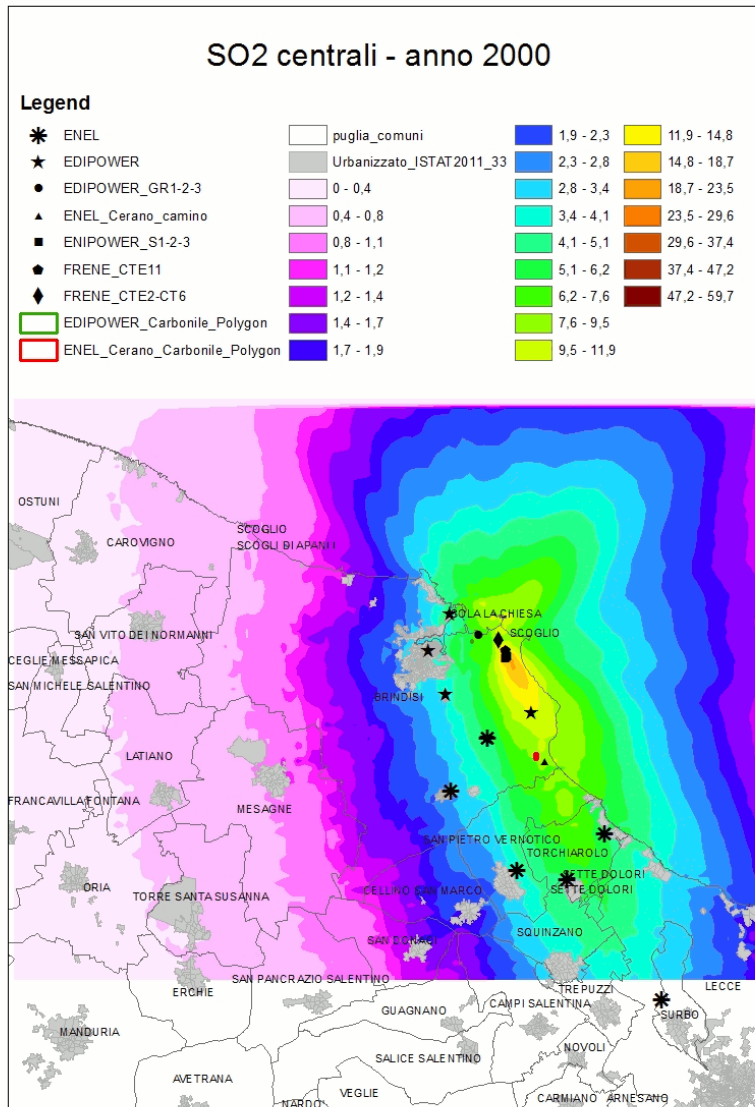 SO2 centrali - anno 2000
Legend
ENEL
EDIPOWER
EDIPOWER_GR1-2-3
ENEL_Cerano_camino
ENIPOWER_S1-2-3
FRENE_CTE11
FRENE_CTE2-CT6
EDIPOWER_Carbonile_Polygon
ENEL_Cerano_Carbonile_Polygon
puglia_comuni
Urbanizzato_ISTAT2011_33
0 - 0,4
0,4 - 0,8
0,8 - 1,1
1,1 - 1,2
1,2 - 1,4
1,4 - 1,7
1,7 - 1,9
1,9 - 2,3
2,3 - 2,8
2,8 - 3,4
3,4 - 4,1
4,1 - 5,1
5,1 - 6,2
6,2 - 7,6
7,6 - 9,5
9,5 - 11,9
11,9 - 14,8
14,8 - 18,7
18,7 - 23,5
23,5 - 29,6
29,6 - 37,4
37,4 - 47,2
47,2 - 59,7
OSTUNI
CAROVIGNO
SCOGLIO
SCOGLI DI APANI
ISOLA LA CHIESA
SCOGLIO
SAN VITO DEI NORMANNI
CEGLIE MESSAPICA
SAN MICHELE SALENTINO
BRINDISI
LATIANO
FRANCAVILLA FONTANA
MESAGNE
SAN PIETRO VERNOTICO
TORCHIAROLO
SETTE DOLORI
SETTE DOLORI
ORIA
TORRE SANTA SUSANNA
CELLINO SAN MARCO
SQUINZANO
SAN DONACI
SAN PANCRAZIO SALENTINO
ERCHIE
TREPUZZI
LECCE
CAMPI SALENTINA
GUAGNANO
SURBO
MANDURIA
NOVOLI
SALICE SALENTINO
AVETRANA
VEGLIE
NARDO'
CARMIANO
ARNESANO